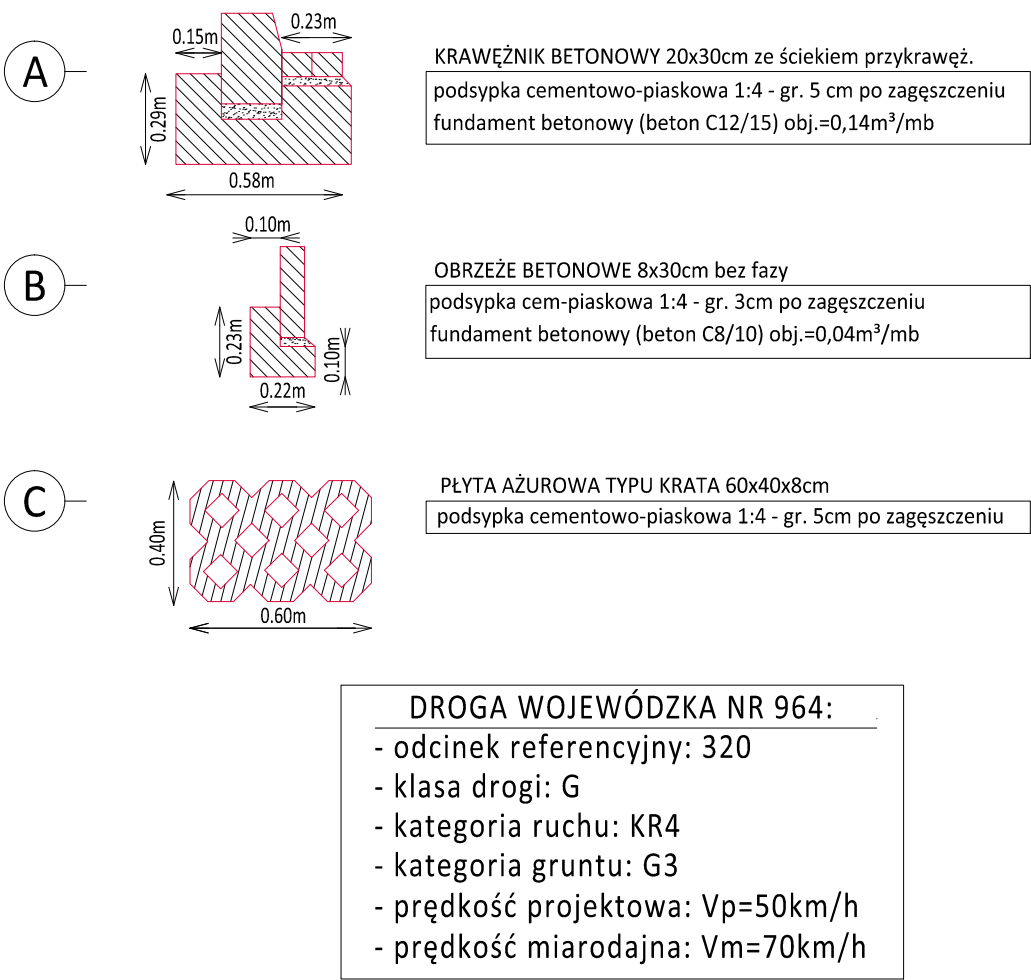 A
0.15m
0.23m
0.29m
0.58m
KRAWĘŻNIK BETONOWY 20x30cm ze ściekiem przykrawęż.
podsypka cementowo-piaskowa 1:4 - gr. 5 cm po zagęszczeniu
fundament betonowy (beton C12/15) obj.=0,14m³/mb
B
0.10m
0.23m
0.10m
0.22m
OBRZEŻE BETONOWE 8x30cm bez fazy
podsypka cem-piaskowa 1:4 - gr. 3cm po zagęszczeniu
fundament betonowy (beton C8/10) obj.=0,04m³/mb
C
0.40m
0.60m
PŁYTA AŻUROWA TYPU KRATA 60x40x8cm
podsypka cementowo-piaskowa 1:4 - gr. 5cm po zagęszczeniu
DROGA WOJEWÓDZKA NR 964:
- odcinek referencyjny: 320
- klasa drogi: G
- kategoria ruchu: KR4
- kategoria gruntu: G3
- prędkość projektowa: Vp=50km/h
- prędkość miarodajna: Vm=70km/h